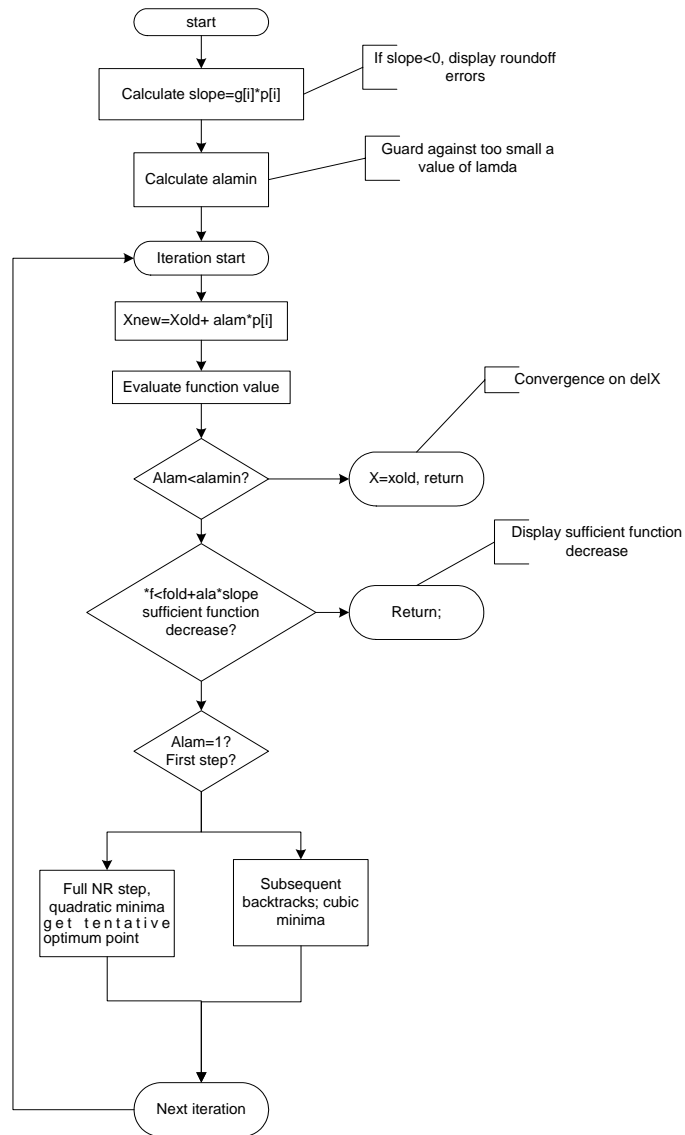 start
If slope<0, display roundoff
errors
Calculate slope=g[i]*p[i]
Guard against too small a
value of lamda
Calculate alamin
Iteration start
Xnew=Xold+ alam*p[i]
Evaluate function value
Convergence on delX
Alam<alamin?
X=xold, return
Display sufficient function
decrease
*f<fold+ala*slope
sufficient function
decrease?
Return;
Alam=1?
First step?
Full NR step,
quadratic minima
get tentative
optimum point
Subsequent
backtracks; cubic
minima
Next iteration